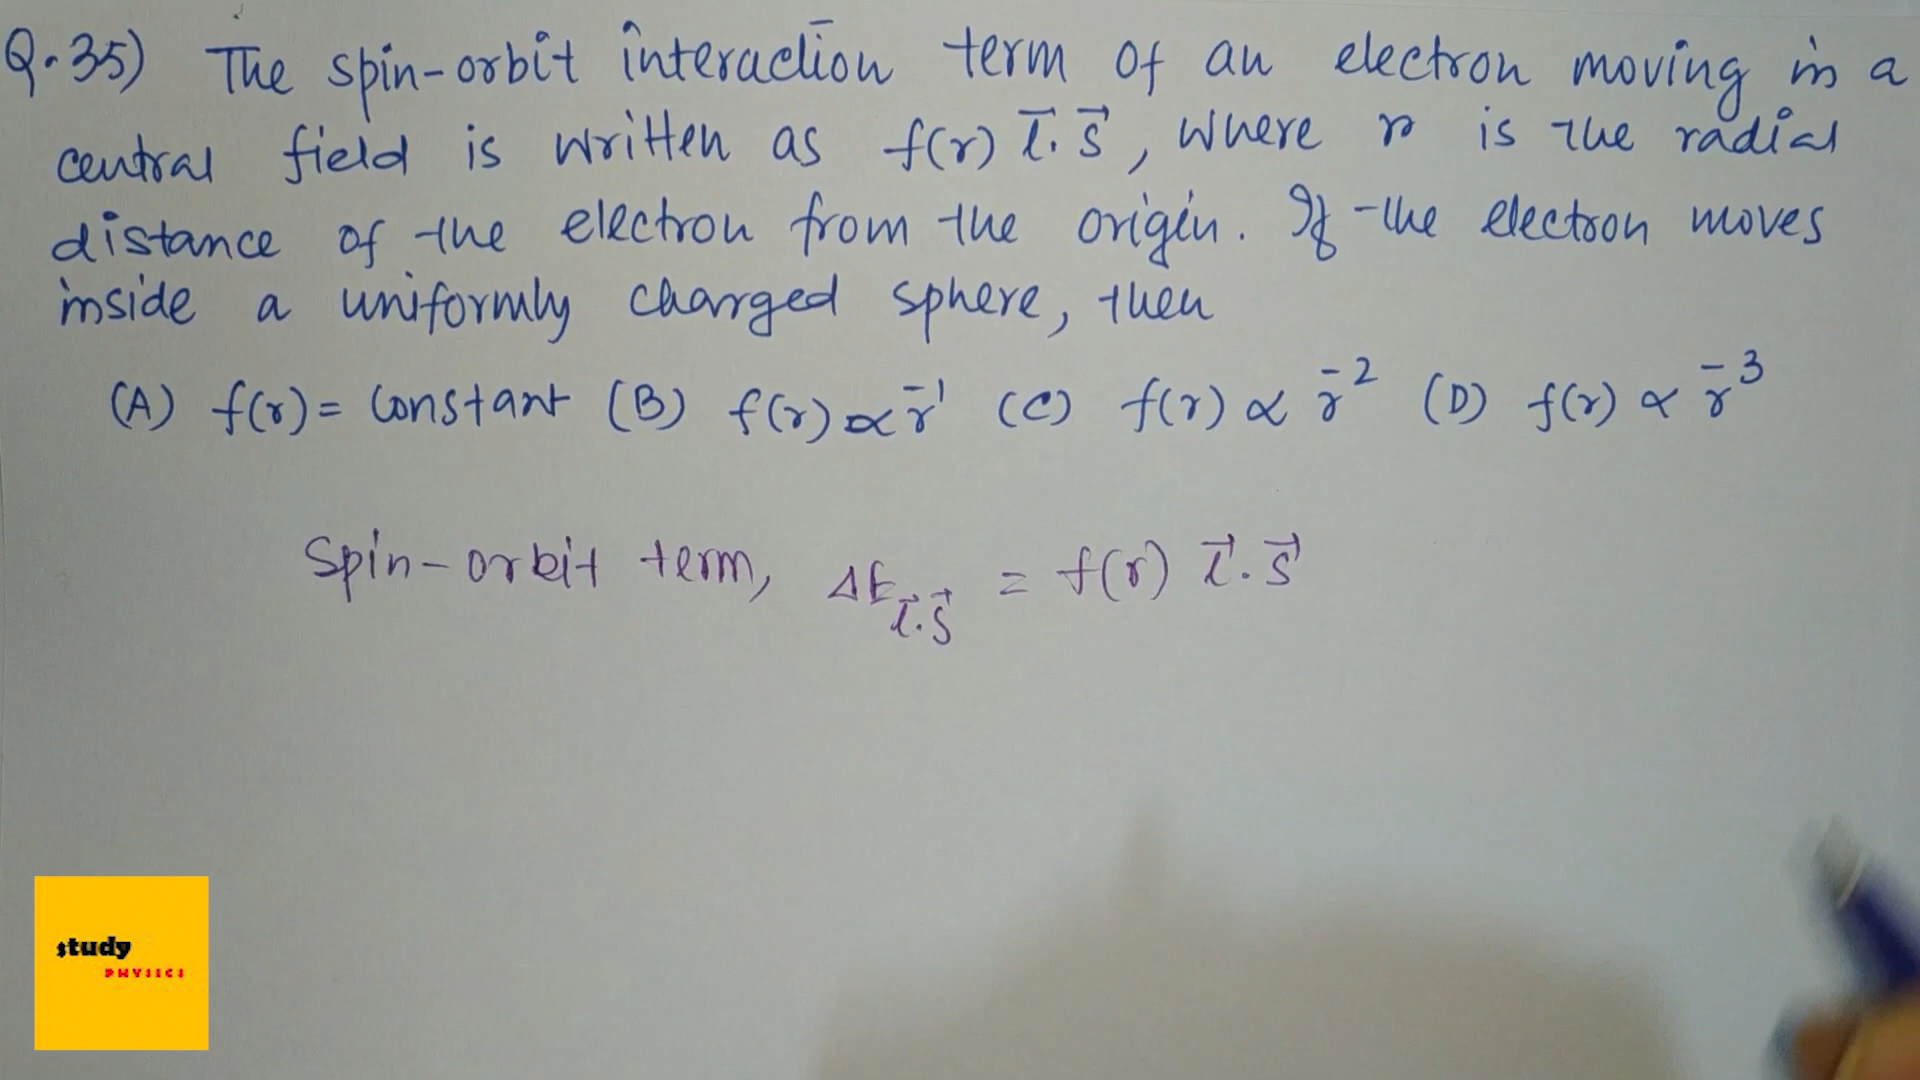 Q.35) The spin-orbit interaction term of an electron moving in a
central field is written as f(r) l⃗.s⃗, where r is the radial
distance of the electron from the origin. If the electron moves
inside a uniformly charged sphere, then
(A) f(r) = constant (B) f(r) ∝ r⁻¹ (C) f(r) ∝ r⁻² (D) f(r) ∝ r⁻³
Spin-orbit term, ΔE_l⃗.s⃗ = f(r) l⃗.s⃗
study
PHYSICS